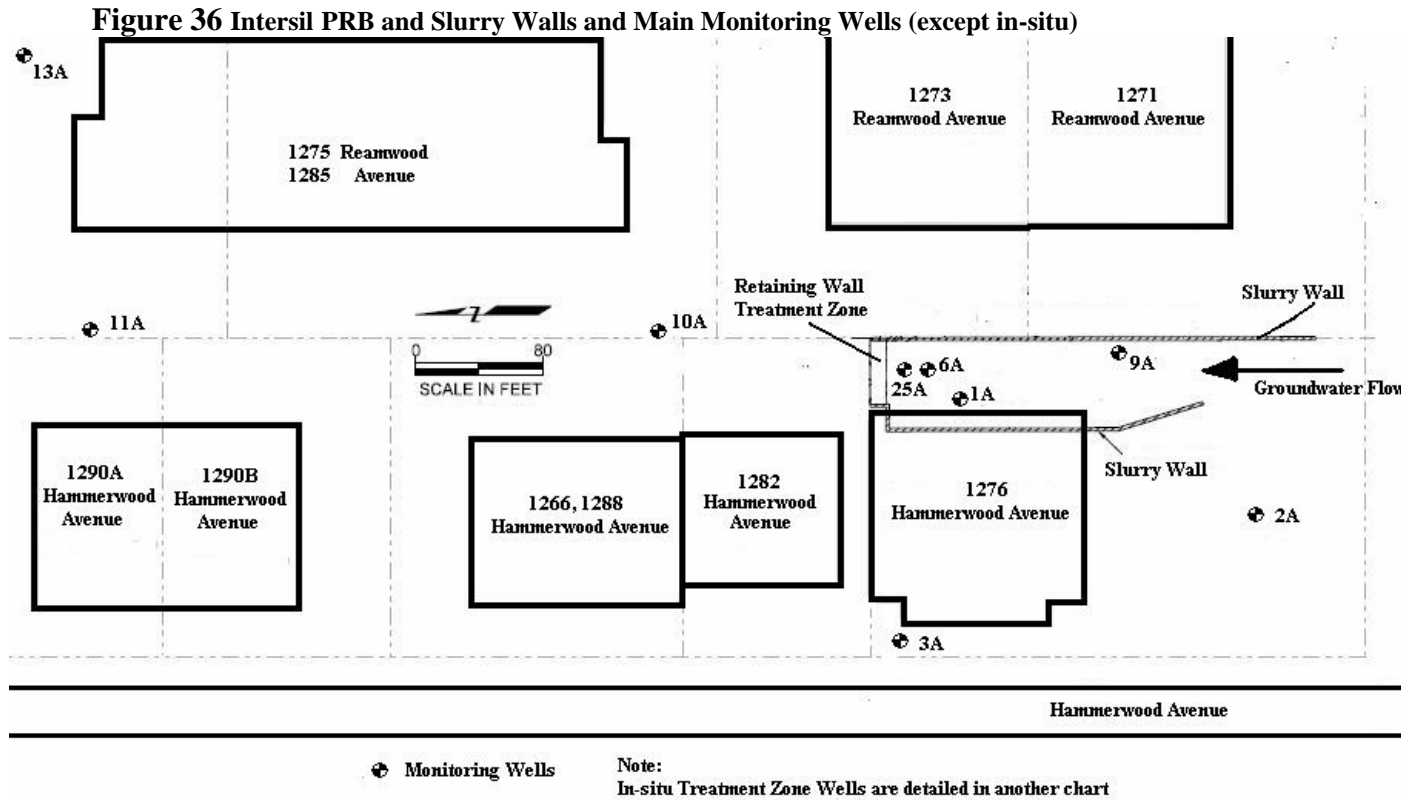 Figure 36 Intersil PRB and Slurry Walls and Main Monitoring Wells (except in-situ)
13A
1273
Reamwood Avenue
1271
Reamwood Avenue
1275 Reamwood
1285 Avenue
Retaining Wall
Treatment Zone
Slurry Wall
11A
Z
10A
0 80
SCALE IN FEET
9A
6A
25A
1A
Groundwater Flow
Slurry Wall
1290A
Hammerwood
Avenue
1290B
Hammerwood
Avenue
1266, 1288
Hammerwood Avenue
1282
Hammerwood
Avenue
1276
Hammerwood Avenue
2A
3A
Hammerwood Avenue
Monitoring Wells
Note:
In-situ Treatment Zone Wells are detailed in another chart